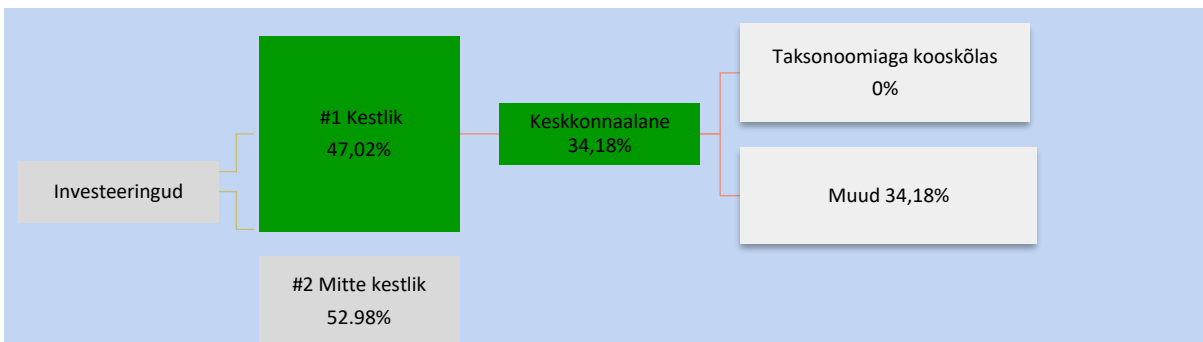 Investeeringud
#1 Kestlik
47,02%
#2 Mitte kestlik
52.98%
Keskkonnaalane
34,18%
Taksonoomiaga kooskõlas
0%
Muud 34,18%